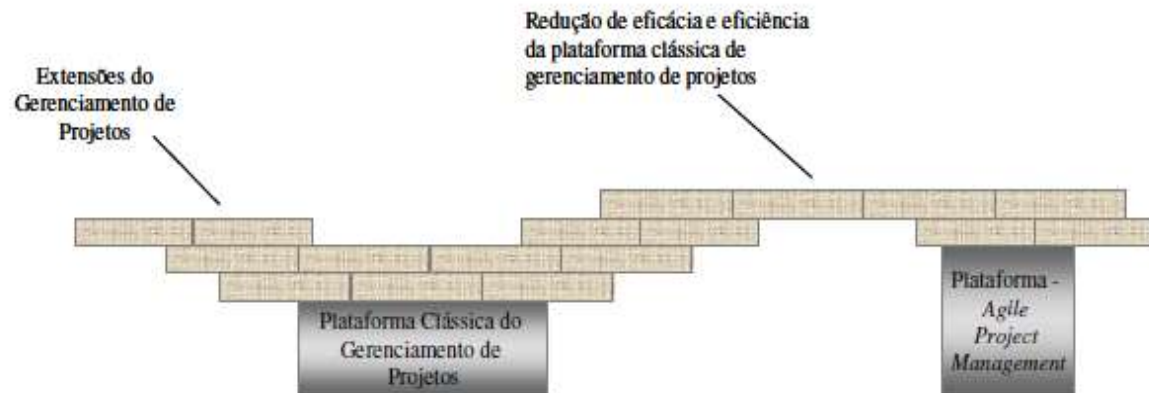 Redução de eficácia e eficiência
da plataforma clássica de
gerenciamento de projetos
Extensões do
Gerenciamento de
Projetos
Plataforma Clássica do
Gerenciamento de
Projetos
Plataforma -
Agile
Project
Management